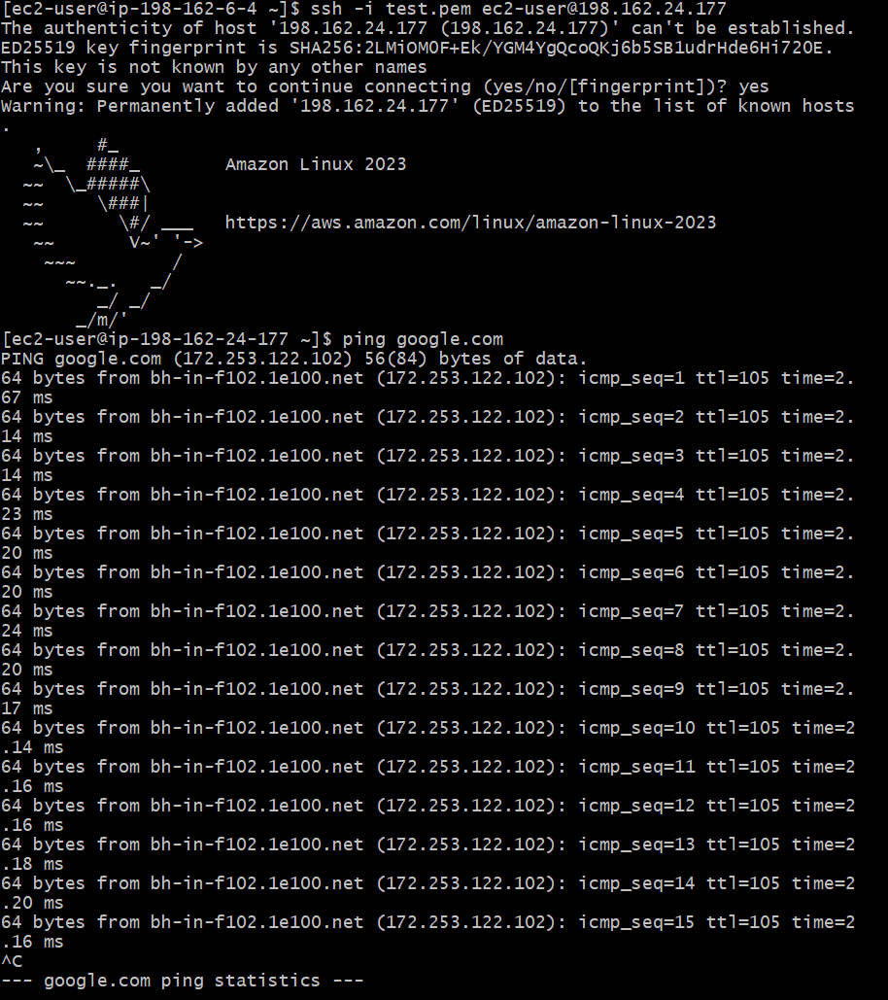 [ec2-user@ip-198-162-6-4 ~]$ ssh -i test.pem ec2-user@198.162.24.177
The authenticity of host '198.162.24.177 (198.162.24.177)' can't be established.
ED25519 key fingerprint is SHA256:2LMiOM0F+Ek/YGM4YgQcoQKj6b5SB1udrHde6Hi720E.
This key is not known by any other names
Are you sure you want to continue connecting (yes/no/[fingerprint])? yes
Warning: Permanently added '198.162.24.177' (ED25519) to the list of known hosts
.
   ,     #_
   ~\_  ####_        Amazon Linux 2023
  ~~  \_#####\
  ~~     \###|
  ~~       \#/ ___   https://aws.amazon.com/linux/amazon-linux-2023
   ~~       V~' '->
    ~~~         /
      ~~._.   _/
         _/ _/
       _/m/'
[ec2-user@ip-198-162-24-177 ~]$ ping google.com
PING google.com (172.253.122.102) 56(84) bytes of data.
64 bytes from bh-in-f102.1e100.net (172.253.122.102): icmp_seq=1 ttl=105 time=2.
67 ms
64 bytes from bh-in-f102.1e100.net (172.253.122.102): icmp_seq=2 ttl=105 time=2.
14 ms
64 bytes from bh-in-f102.1e100.net (172.253.122.102): icmp_seq=3 ttl=105 time=2.
14 ms
64 bytes from bh-in-f102.1e100.net (172.253.122.102): icmp_seq=4 ttl=105 time=2.
23 ms
64 bytes from bh-in-f102.1e100.net (172.253.122.102): icmp_seq=5 ttl=105 time=2.
20 ms
64 bytes from bh-in-f102.1e100.net (172.253.122.102): icmp_seq=6 ttl=105 time=2.
20 ms
64 bytes from bh-in-f102.1e100.net (172.253.122.102): icmp_seq=7 ttl=105 time=2.
24 ms
64 bytes from bh-in-f102.1e100.net (172.253.122.102): icmp_seq=8 ttl=105 time=2.
20 ms
64 bytes from bh-in-f102.1e100.net (172.253.122.102): icmp_seq=9 ttl=105 time=2.
17 ms
64 bytes from bh-in-f102.1e100.net (172.253.122.102): icmp_seq=10 ttl=105 time=2
.14 ms
64 bytes from bh-in-f102.1e100.net (172.253.122.102): icmp_seq=11 ttl=105 time=2
.16 ms
64 bytes from bh-in-f102.1e100.net (172.253.122.102): icmp_seq=12 ttl=105 time=2
.16 ms
64 bytes from bh-in-f102.1e100.net (172.253.122.102): icmp_seq=13 ttl=105 time=2
.18 ms
64 bytes from bh-in-f102.1e100.net (172.253.122.102): icmp_seq=14 ttl=105 time=2
.20 ms
64 bytes from bh-in-f102.1e100.net (172.253.122.102): icmp_seq=15 ttl=105 time=2
.16 ms
^C
--- google.com ping statistics ---